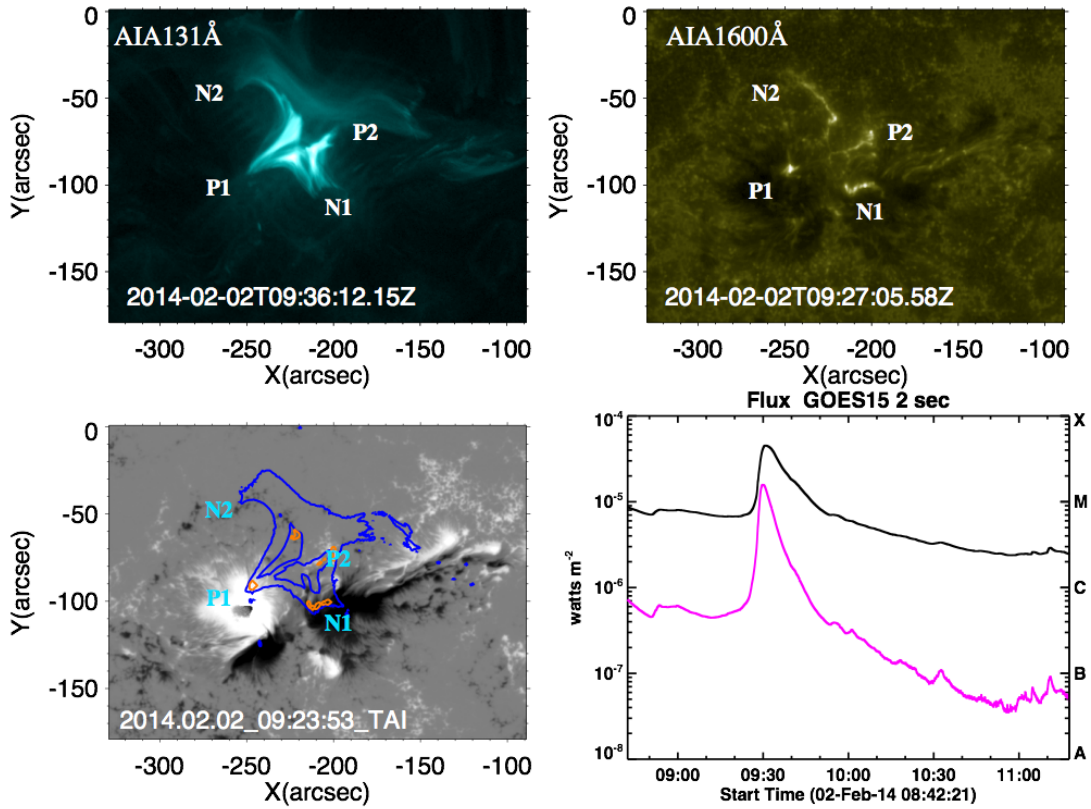 0
-50
-100
-150
Y(arcsec)
AIA131Å
N2
P2
P1
N1
2014-02-02T09:36:12.15Z
-300 -250 -200 -150 -100
X(arcsec)
0
-50
-100
-150
Y(arcsec)
AIA1600Å
N2
P2
P1
N1
2014-02-02T09:27:05.58Z
-300 -250 -200 -150 -100
X(arcsec)
0
-50
-100
-150
Y(arcsec)
N2
P2
P1
N1
2014.02.02_09:23:53_TAI
-300 -250 -200 -150 -100
X(arcsec)
Flux GOES15 2 sec
10-4
10-5
10-6
10-7
10-8
watts m-2
X
M
C
B
A
09:00 09:30 10:00 10:30 11:00
Start Time (02-Feb-14 08:42:21)